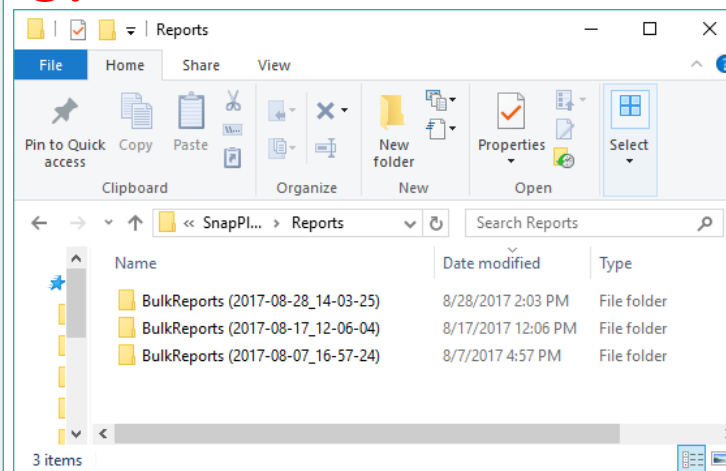 Reports
File Home Share View
Pin to Quick access Copy Paste
New folder
Properties
Select
Clipboard Organize New Open
« SnapPl... › Reports Search Reports
Name Date modified Type
BulkReports (2017-08-28_14-03-25) 8/28/2017 2:03 PM File folder
BulkReports (2017-08-17_12-06-04) 8/17/2017 12:06 PM File folder
BulkReports (2017-08-07_16-57-24) 8/7/2017 4:57 PM File folder
3 items